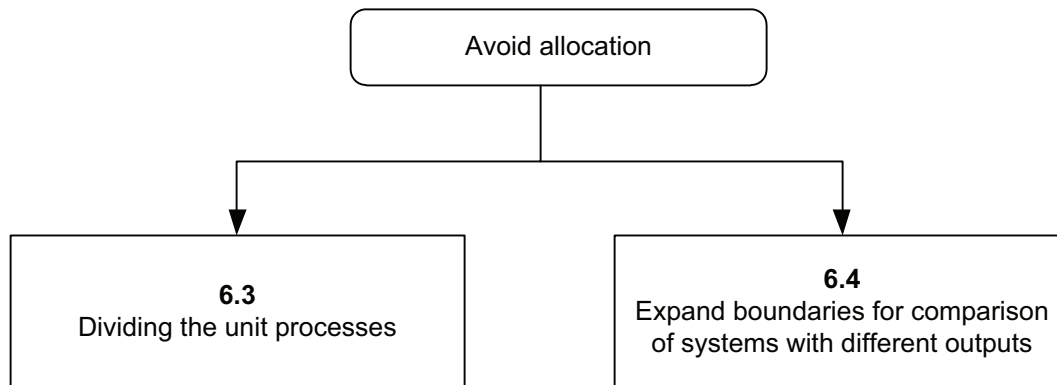 Avoid allocation
6.3
Dividing the unit processes
6.4
Expand boundaries for comparison
of systems with different outputs